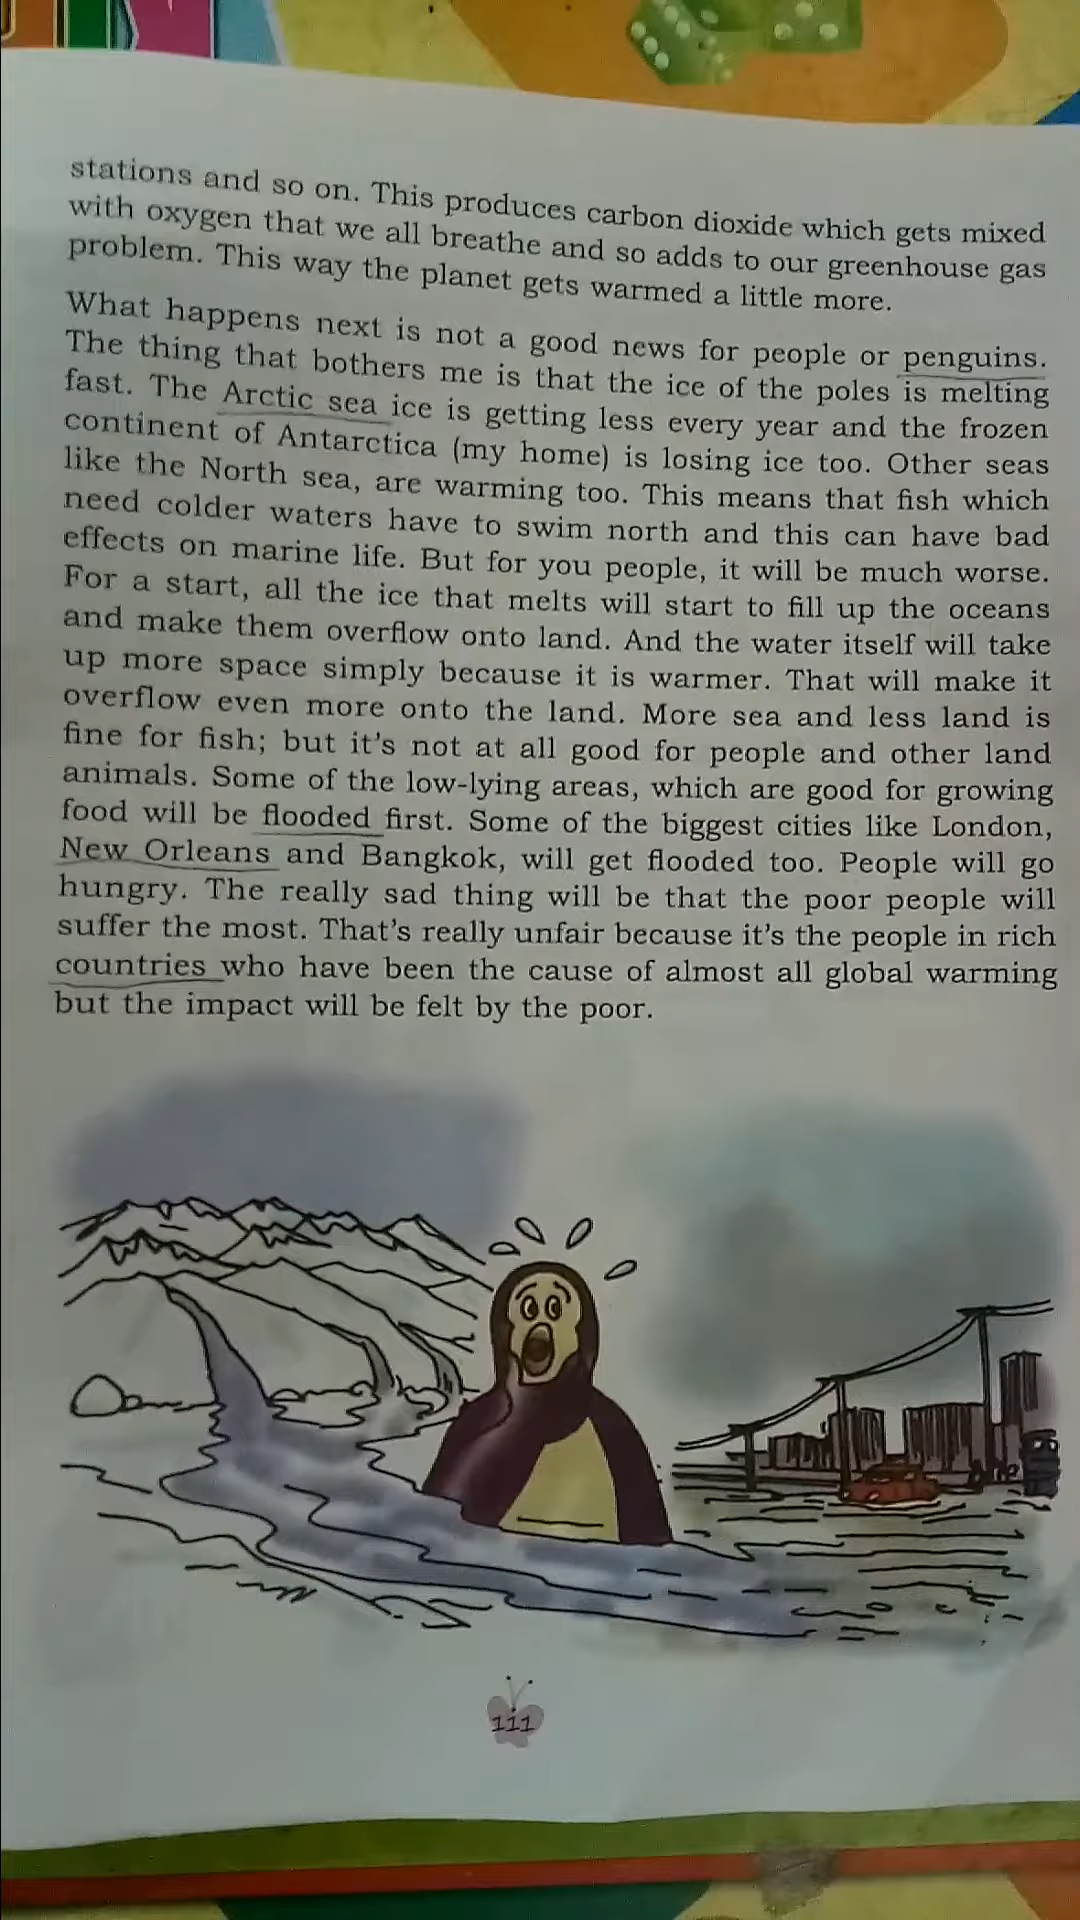 stations and so on. This produces carbon dioxide which gets mixed
with oxygen that we all breathe and so adds to our greenhouse gas
problem. This way the planet gets warmed a little more.
What happens next is not a good news for people or penguins.
The thing that bothers me is that the ice of the poles is melting
fast. The Arctic sea ice is getting less every year and the frozen
continent of Antarctica (my home) is losing ice too. Other seas
like the North sea, are warming too. This means that fish which
need colder waters have to swim north and this can have bad
effects on marine life. But for you people, it will be much worse.
For a start, all the ice that melts will start to fill up the oceans
and make them overflow onto land. And the water itself will take
up more space simply because it is warmer. That will make it
overflow even more onto the land. More sea and less land is
fine for fish; but it's not at all good for people and other land
animals. Some of the low-lying areas, which are good for growing
food will be flooded first. Some of the biggest cities like London,
New Orleans and Bangkok, will get flooded too. People will go
hungry. The really sad thing will be that the poor people will
suffer the most. That's really unfair because it's the people in rich
countries who have been the cause of almost all global warming
but the impact will be felt by the poor.
111